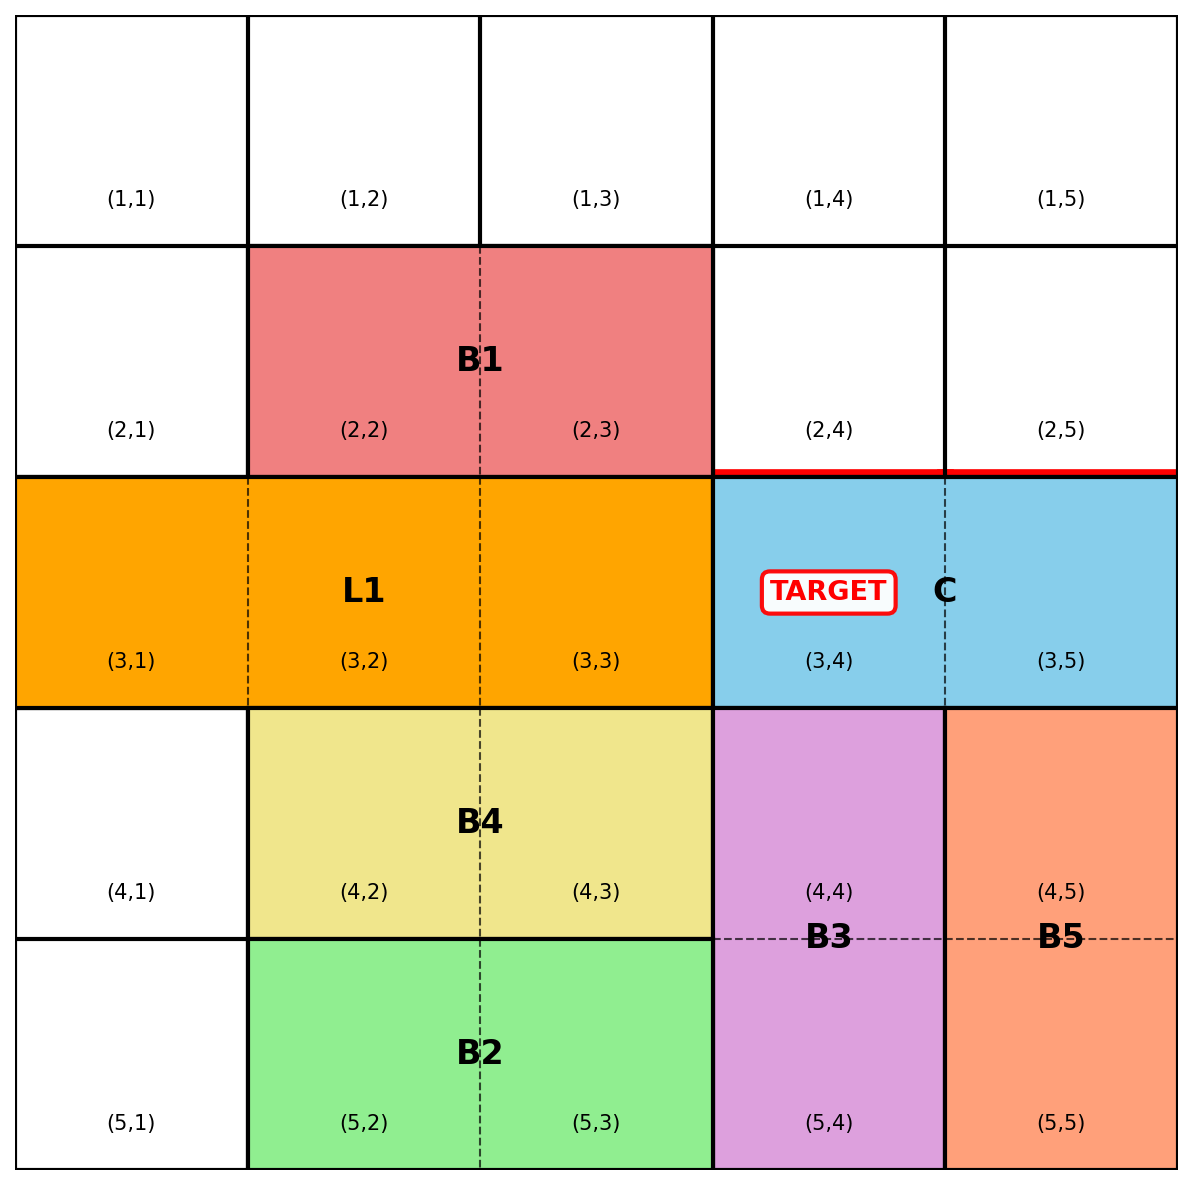 (1,1) (1,2) (1,3) (1,4) (1,5)
B1
(2,1) (2,2) (2,3) (2,4) (2,5)
L1 TARGET C
(3,1) (3,2) (3,3) (3,4) (3,5)
B4
(4,1) (4,2) (4,3) (4,4) (4,5)
B3 B5
B2
(5,1) (5,2) (5,3) (5,4) (5,5)